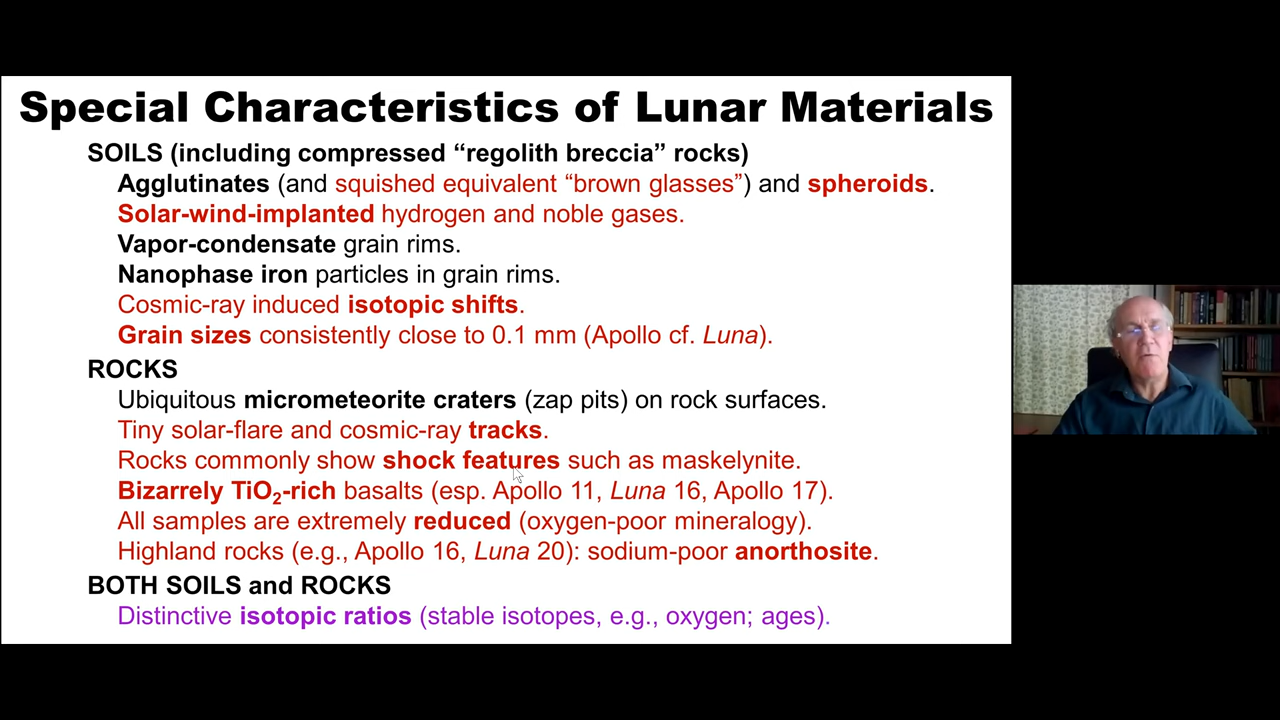 Special Characteristics of Lunar Materials
SOILS (including compressed “regolith breccia” rocks)
Agglutinates (and squished equivalent “brown glasses”) and spheroids.
Solar-wind-implanted hydrogen and noble gases.
Vapor-condensate grain rims.
Nanophase iron particles in grain rims.
Cosmic-ray induced isotopic shifts.
Grain sizes consistently close to 0.1 mm (Apollo cf. Luna).
ROCKS
Ubiquitous micrometeorite craters (zap pits) on rock surfaces.
Tiny solar-flare and cosmic-ray tracks.
Rocks commonly show shock features such as maskelynite.
Bizarrely TiO₂-rich basalts (esp. Apollo 11, Luna 16, Apollo 17).
All samples are extremely reduced (oxygen-poor mineralogy).
Highland rocks (e.g., Apollo 16, Luna 20): sodium-poor anorthosite.
BOTH SOILS and ROCKS
Distinctive isotopic ratios (stable isotopes, e.g., oxygen; ages).